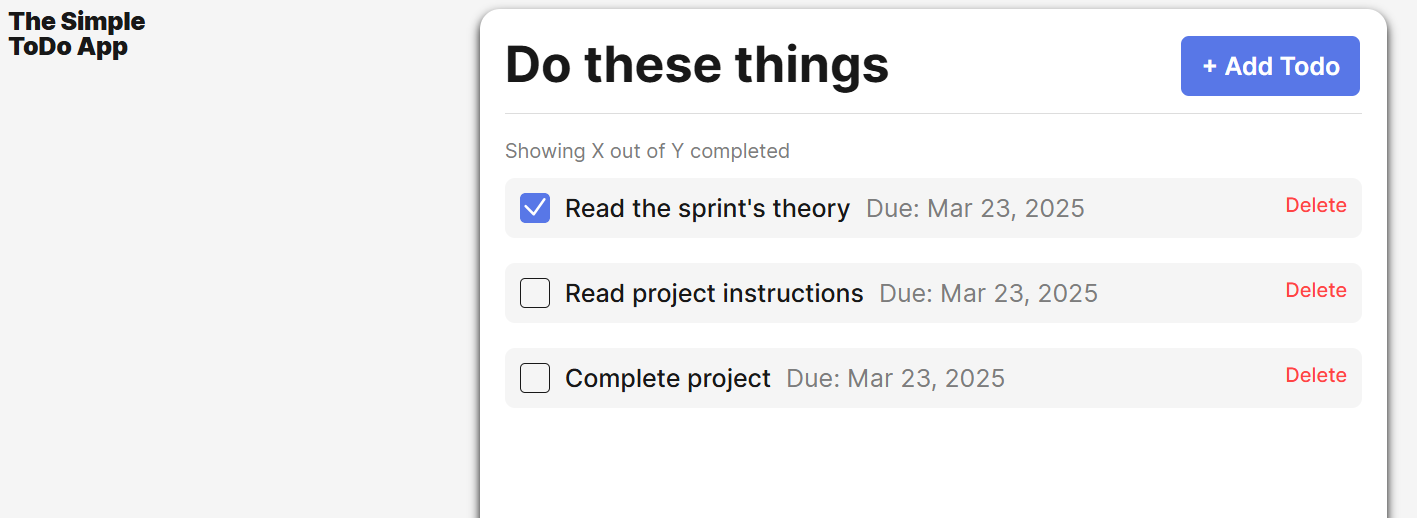 The Simple
ToDo App
Do these things
+ Add Todo
Showing X out of Y completed
Read the sprint's theory Due: Mar 23, 2025 Delete
Read project instructions Due: Mar 23, 2025 Delete
Complete project Due: Mar 23, 2025 Delete